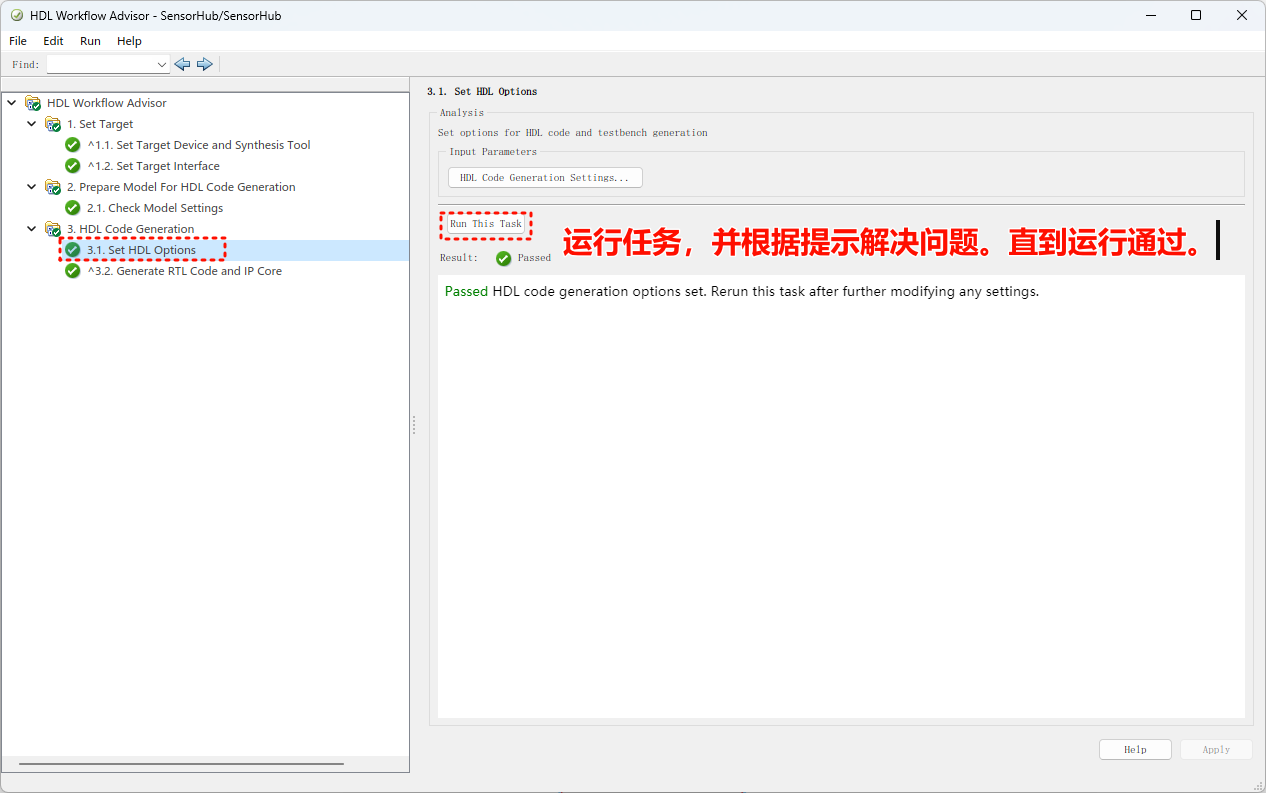 HDL Workflow Advisor - SensorHub/SensorHub
File Edit Run Help
Find:
HDL Workflow Advisor
1. Set Target
^1.1. Set Target Device and Synthesis Tool
^1.2. Set Target Interface
2. Prepare Model For HDL Code Generation
2.1. Check Model Settings
3. HDL Code Generation
3.1. Set HDL Options
^3.2. Generate RTL Code and IP Core
3.1. Set HDL Options
Analysis
Set options for HDL code and testbench generation
Input Parameters
HDL Code Generation Settings...
Run This Task
运行任务，并根据提示解决问题。直到运行通过。
Result: Passed
Passed HDL code generation options set. Rerun this task after further modifying any settings.
Help Apply